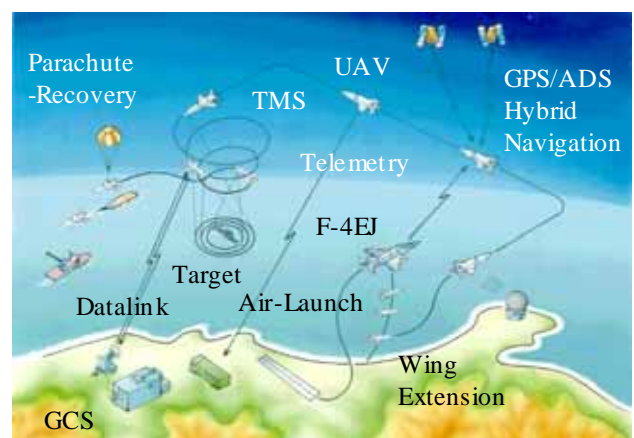 Parachute
-Recovery
UAV
TMS
GPS/ADS
Hybrid
Navigation
Telemetry
F-4EJ
Target
Datalink
Air-Launch
Wing
Extension
GCS